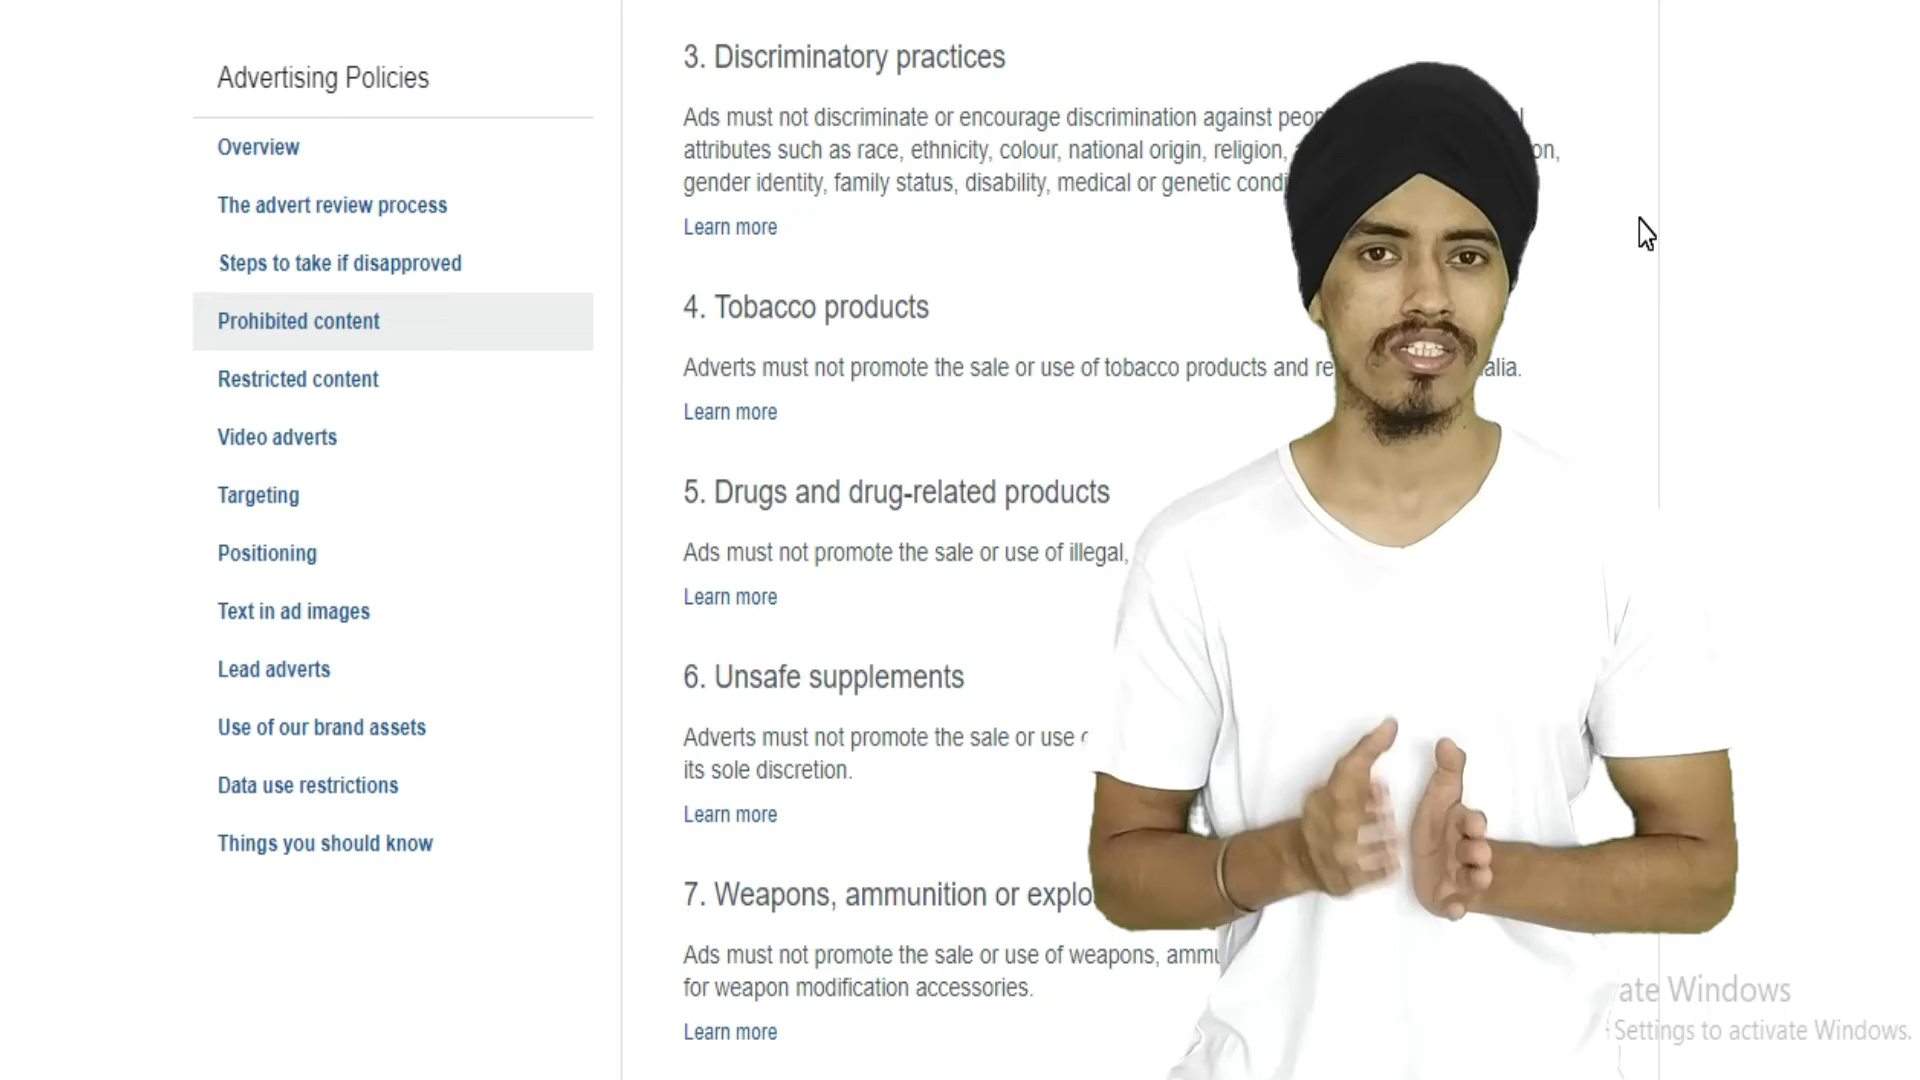 Advertising Policies
Overview
The advert review process
Steps to take if disapproved
Prohibited content
Restricted content
Video adverts
Targeting
Positioning
Text in ad images
Lead adverts
Use of our brand assets
Data use restrictions
Things you should know
3. Discriminatory practices
Ads must not discriminate or encourage discrimination against
attributes such as race, ethnicity, colour, national origin, religion,
gender identity, family status, disability, medical or genetic
Learn more
4. Tobacco products
Adverts must not promote the sale or use of tobacco products and
Learn more
5. Drugs and drug-related products
Ads must not promote the sale or use of illegal,
Learn more
6. Unsafe supplements
Adverts must not promote the sale or use
its sole discretion.
Learn more
7. Weapons, ammunition or
Ads must not promote the sale or use of weapons,
for weapon modification accessories.
Learn more
Windows
Settings to activate Windows.